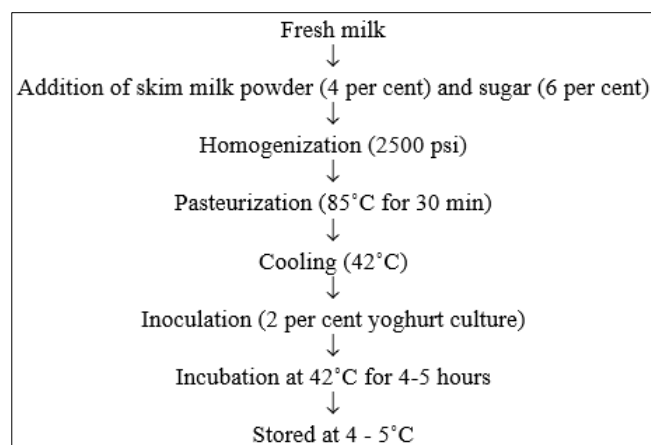 Fresh milk
↓
Addition of skim milk powder (4 per cent) and sugar (6 per cent)
↓
Homogenization (2500 psi)
↓
Pasteurization (85˚C for 30 min)
↓
Cooling (42˚C)
↓
Inoculation (2 per cent yoghurt culture)
↓
Incubation at 42˚C for 4-5 hours
↓
Stored at 4 - 5˚C